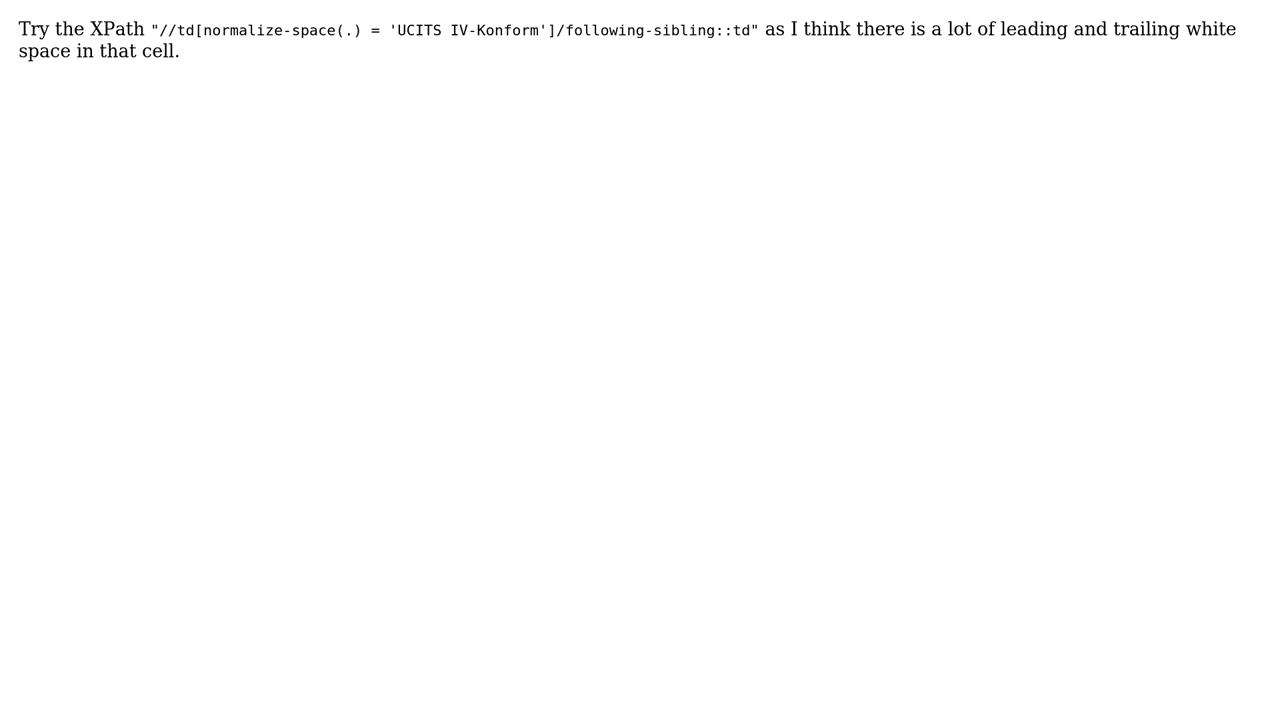 Try the XPath "//td[normalize-space(.) = 'UCITS IV-Konform']/following-sibling::td" as I think there is a lot of leading and trailing white
space in that cell.